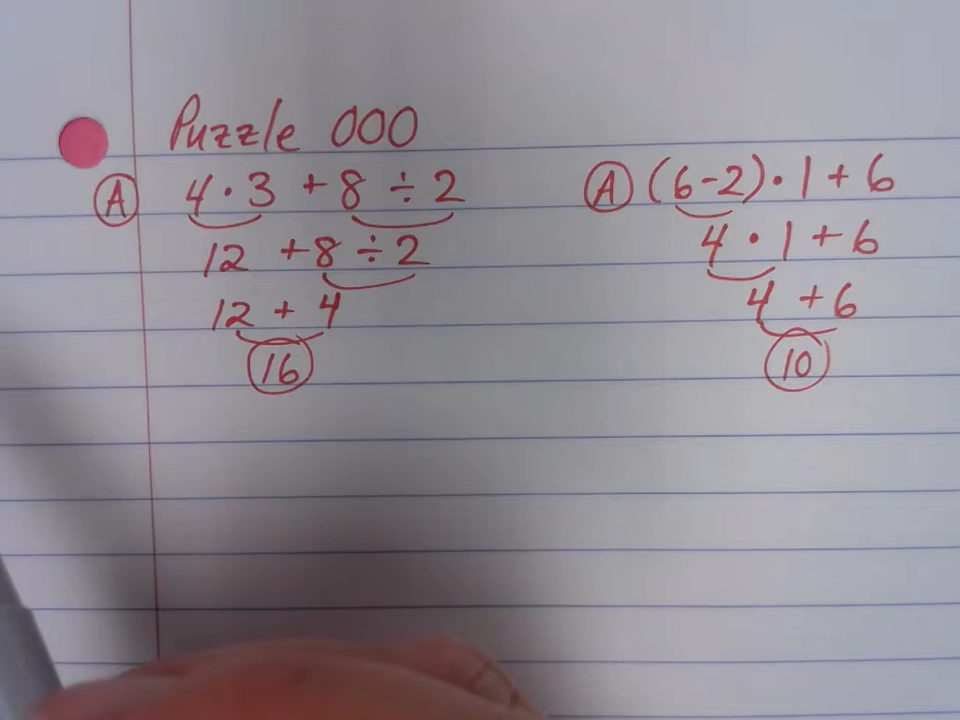 Puzzle 000
Ⓐ 4 · 3 + 8 ÷ 2
12 + 8 ÷ 2
12 + 4
16
Ⓐ (6-2) · 1 + 6
4 · 1 + 6
4 + 6
10